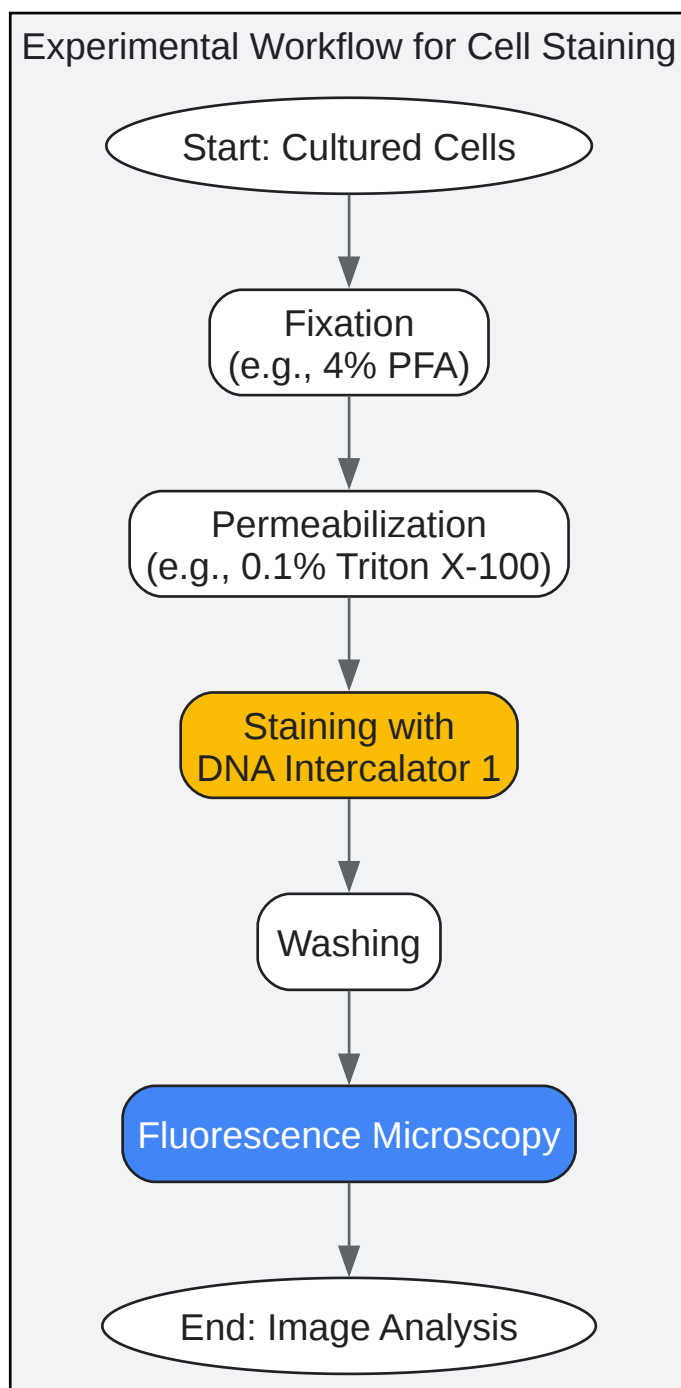 Experimental Workflow for Cell Staining
Start: Cultured Cells
Fixation
(e.g., 4% PFA)
Permeabilization
(e.g., 0.1% Triton X-100)
Staining with
DNA Intercalator 1
Washing
Fluorescence Microscopy
End: Image Analysis